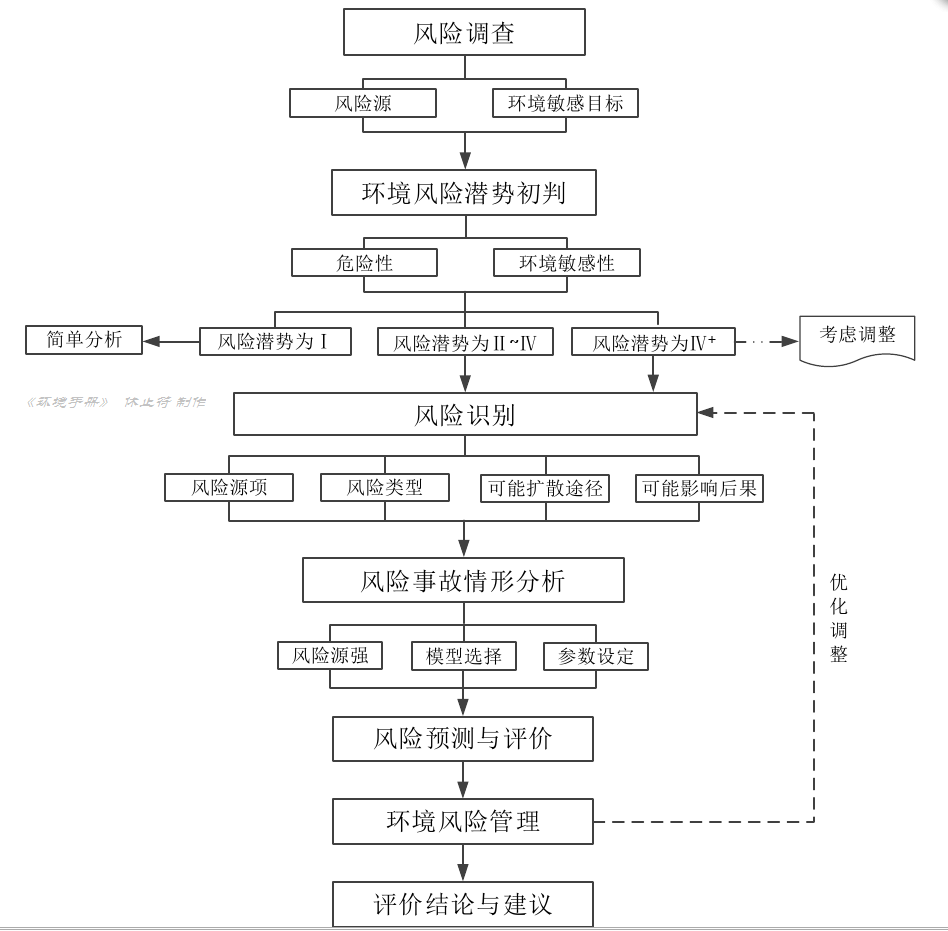 风险调查
风险源
环境敏感目标
环境风险潜势初判
危险性
环境敏感性
简单分析
风险潜势为Ⅰ
风险潜势为Ⅱ~Ⅳ
风险潜势为Ⅳ+
考虑调整
《环境手册》 休止符 制作
风险识别
风险源项
风险类型
可能扩散途径
可能影响后果
风险事故情形分析
优化调整
风险源强
模型选择
参数设定
风险预测与评价
环境风险管理
评价结论与建议